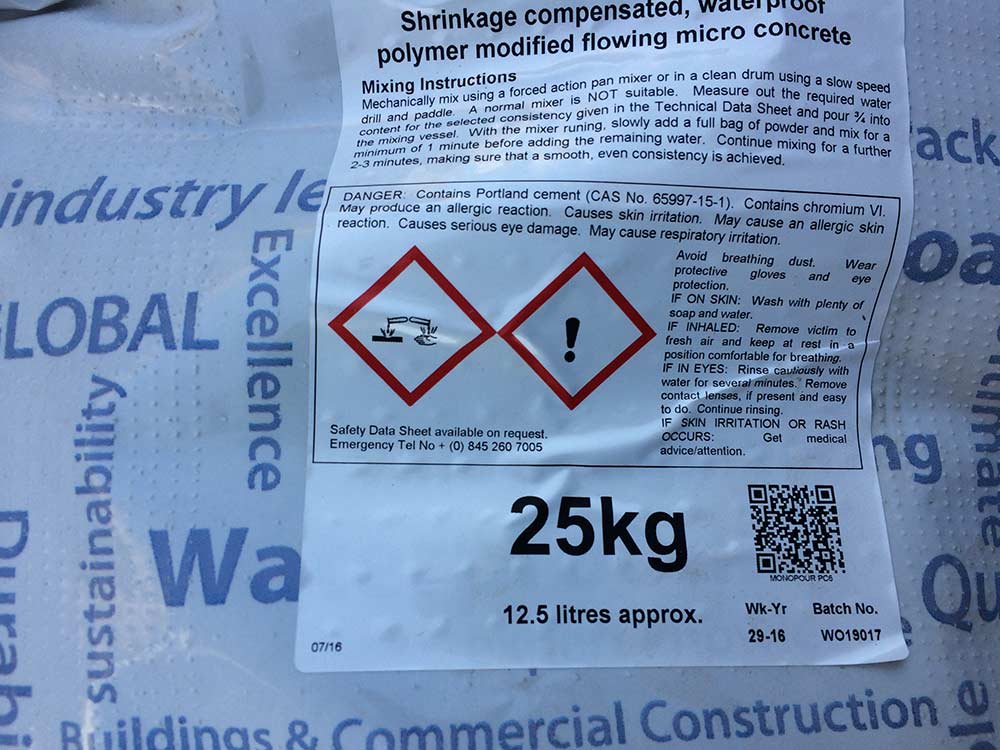 Shrinkage compensated, waterproof
polymer modified flowing micro concrete
Mixing Instructions
Mechanically mix using a forced action pan mixer or in a clean drum using a slow speed
drill and paddle. A normal mixer is NOT suitable. Measure out the required water
content for the selected consistency given in the Technical Data Sheet and pour ¾ into
the mixing vessel. With the mixer runing, slowly add a full bag of powder and mix for a
minimum of 1 minute before adding the remaining water. Continue mixing for a further
2-3 minutes, making sure that a smooth, even consistency is achieved.
DANGER: Contains Portland cement (CAS No. 65997-15-1). Contains chromium VI.
May produce an allergic reaction. Causes skin irritation. May cause an allergic skin
reaction. Causes serious eye damage. May cause respiratory irritation.
Avoid breathing dust. Wear
protective gloves and eye
protection.
IF ON SKIN: Wash with plenty of
soap and water.
IF INHALED: Remove victim to
fresh air and keep at rest in a
position comfortable for breathing.
IF IN EYES: Rinse cautiously with
water for several minutes. Remove
contact lenses, if present and easy
to do. Continue rinsing.
IF SKIN IRRITATION OR RASH
OCCURS: Get medical
advice/attention.
Safety Data Sheet available on request.
Emergency Tel No + (0) 845 260 7005
25kg
MONOPOUR PC6
12.5 litres approx.
Wk-Yr Batch No.
29-16 WO19017
07/16
industry le
Excellence
GLOBAL
sustainability
Wa
Durabi
Buildings & Commercial Construction
ack
oa
ng
Qu